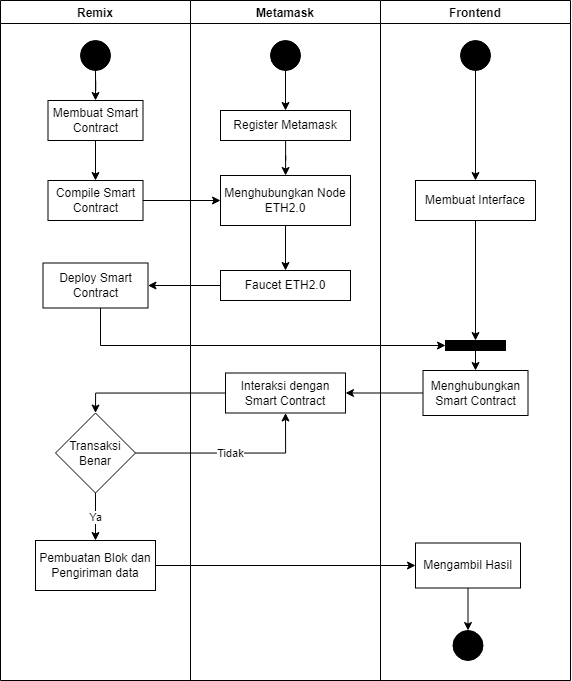 Remix
Metamask
Frontend
Membuat Smart
Contract
Register Metamask
Compile Smart
Contract
Menghubungkan Node
ETH2.0
Membuat Interface
Deploy Smart
Contract
Faucet ETH2.0
Interaksi dengan
Smart Contract
Menghubungkan
Smart Contract
Transaksi
Benar
Tidak
Ya
Pembuatan Blok dan
Pengiriman data
Mengambil Hasil